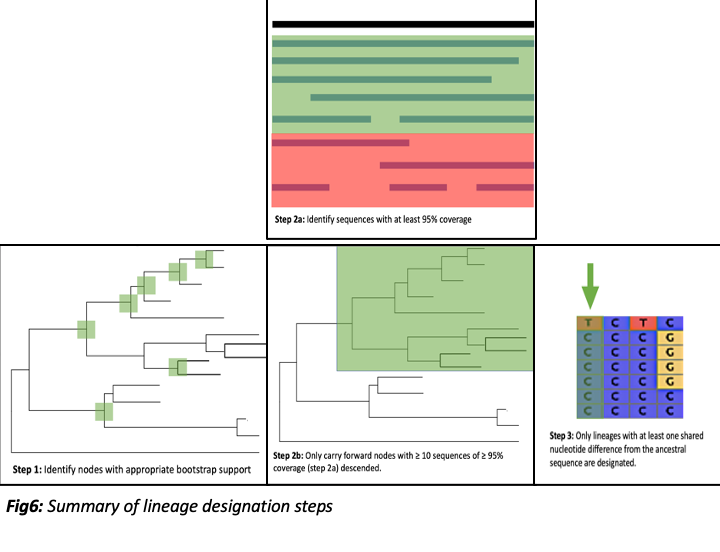 Step 2a: Identify sequences with at least 95% coverage
Step 1: Identify nodes with appropriate bootstrap support
Step 2b: Only carry forward nodes with ≥ 10 sequences of ≥ 95%
coverage (step 2a) descended.
T C T C
C C C G
C C C G
C C C G
C C C G
C C C C
C C C C
Step 3: Only lineages with at least one shared
nucleotide difference from the ancestral
sequence are designated.
Fig6: Summary of lineage designation steps